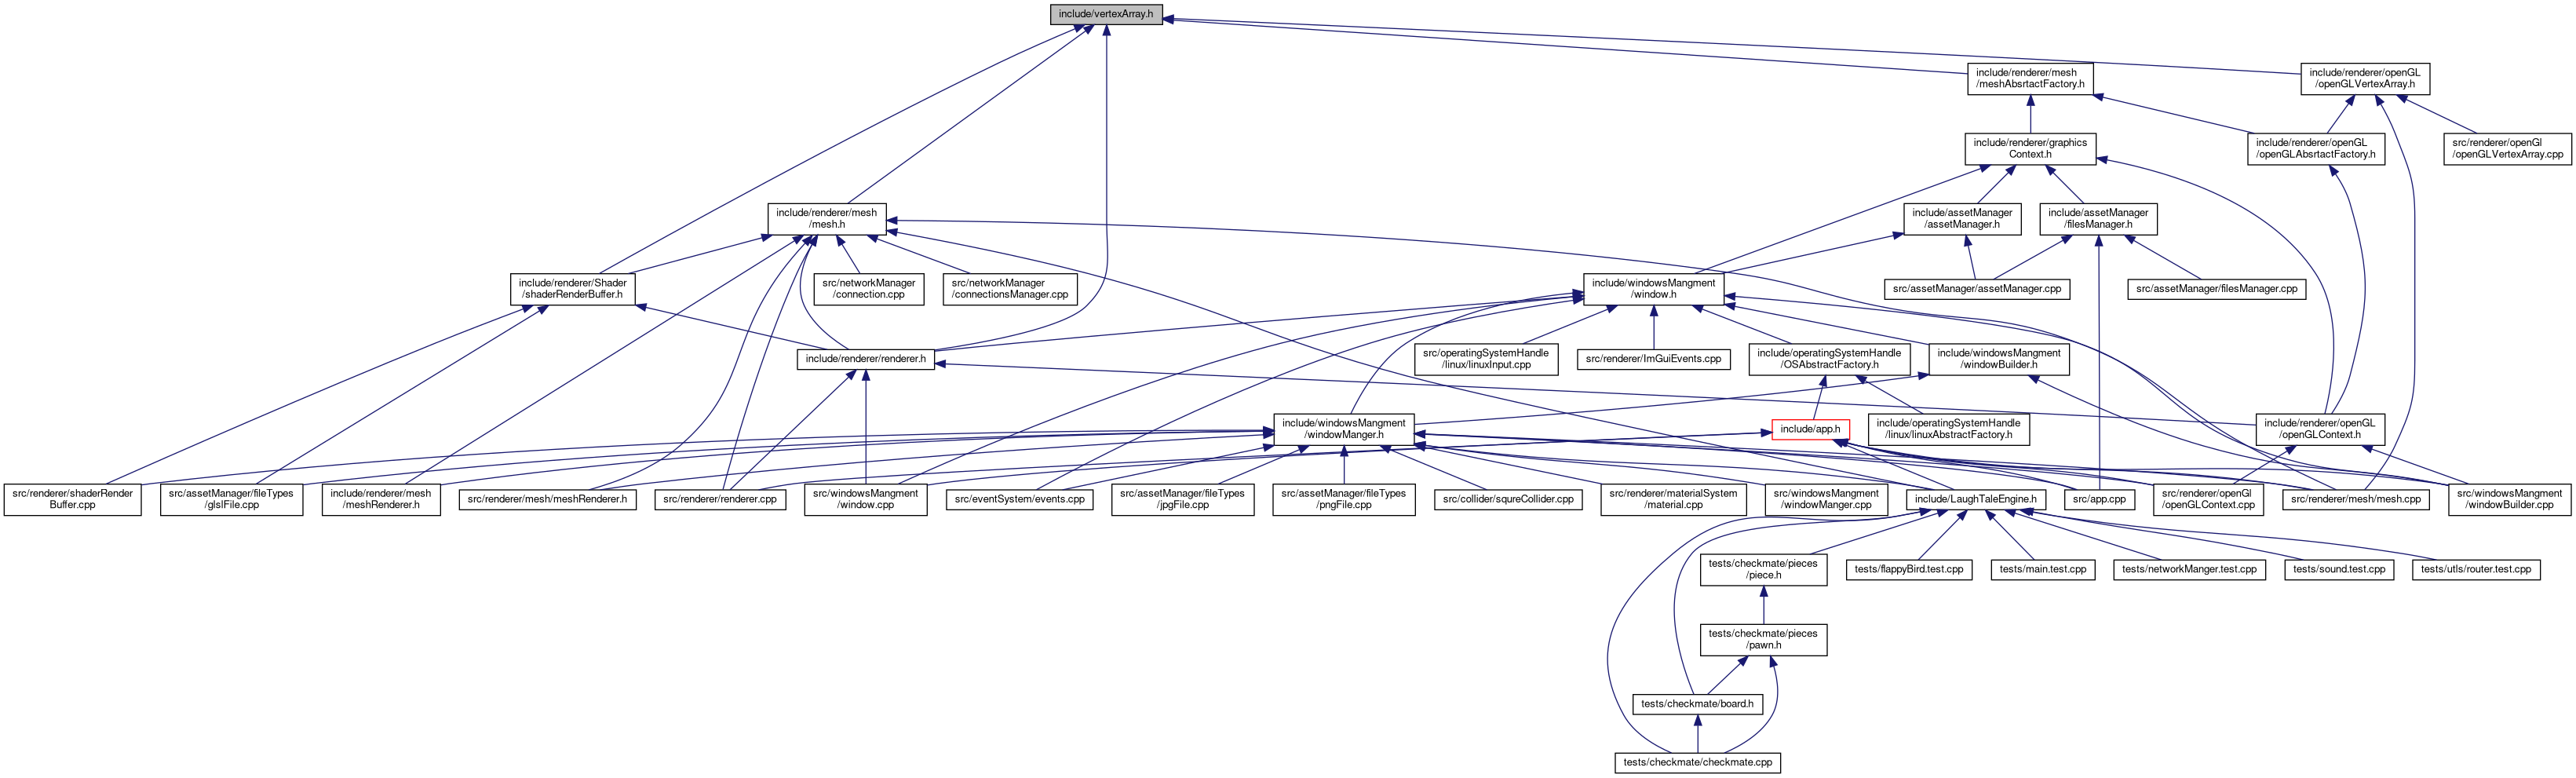 include/vertexArray.h
include/renderer/mesh
/meshAbsrtactFactory.h
include/renderer/openGL
/openGLVertexArray.h
include/renderer/graphics
Context.h
include/renderer/openGL
/openGLAbsrtactFactory.h
src/renderer/openGl
/openGLVertexArray.cpp
include/renderer/mesh
/mesh.h
include/assetManager
/assetManager.h
include/assetManager
/filesManager.h
include/renderer/Shader
/shaderRenderBuffer.h
src/networkManager
/connection.cpp
src/networkManager
/connectionsManager.cpp
include/windowsMangment
/window.h
src/assetManager/assetManager.cpp
src/assetManager/filesManager.cpp
include/renderer/renderer.h
src/operatingSystemHandle
/linux/linuxInput.cpp
src/renderer/ImGuiEvents.cpp
include/operatingSystemHandle
/OSAbstractFactory.h
include/windowsMangment
/windowBuilder.h
include/windowsMangment
/windowManger.h
include/app.h
include/operatingSystemHandle
/linux/linuxAbstractFactory.h
include/renderer/openGL
/openGLContext.h
src/renderer/shaderRender
Buffer.cpp
src/assetManager/fileTypes
/glslFile.cpp
include/renderer/mesh
/meshRenderer.h
src/renderer/mesh/meshRenderer.h
src/renderer/renderer.cpp
src/windowsMangment
/window.cpp
src/eventSystem/events.cpp
src/assetManager/fileTypes
/jpgFile.cpp
src/assetManager/fileTypes
/pngFile.cpp
src/collider/squreCollider.cpp
src/renderer/materialSystem
/material.cpp
src/windowsMangment
/windowManger.cpp
include/LaughTaleEngine.h
src/app.cpp
src/renderer/openGl
/openGLContext.cpp
src/renderer/mesh/mesh.cpp
src/windowsMangment
/windowBuilder.cpp
tests/checkmate/pieces
/piece.h
tests/flappyBird.test.cpp
tests/main.test.cpp
tests/networkManger.test.cpp
tests/sound.test.cpp
tests/utls/router.test.cpp
tests/checkmate/pieces
/pawn.h
tests/checkmate/board.h
tests/checkmate/checkmate.cpp